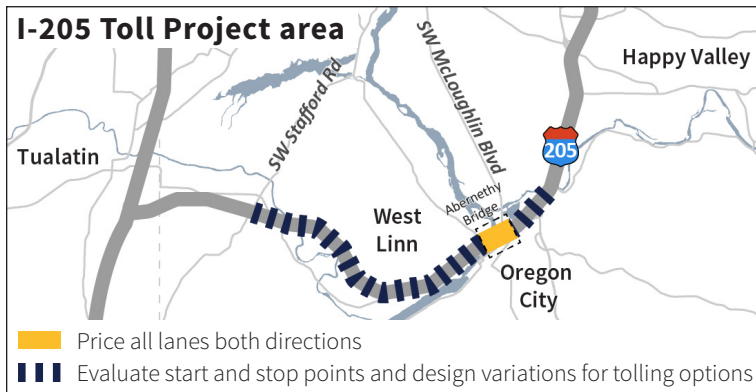 I-205 Toll Project area
Happy Valley
SW McLoughlin Blvd
SW Stafford Rd
205
Tualatin
Abernethy
Bridge
West
Linn
Oregon
City
Price all lanes both directions
Evaluate start and stop points and design variations for tolling options